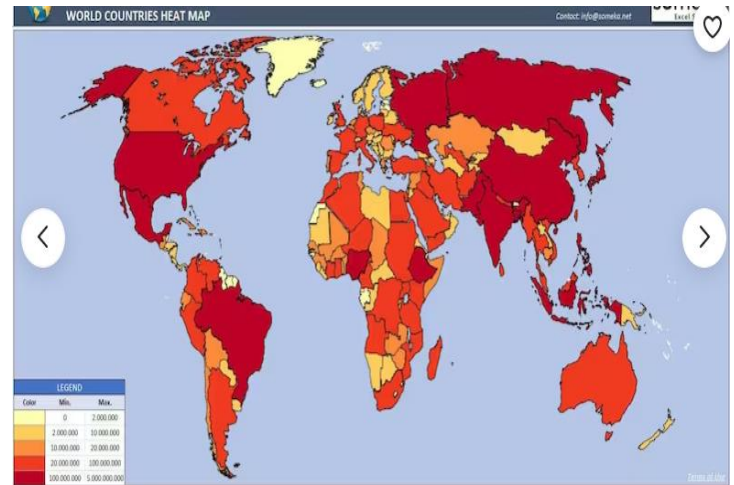 WORLD COUNTRIES HEAT MAP
Contact: info@someka.net
LEGEND
Color Min. Max.
0 2.000.000
2.000.000 10.000.000
10.000.000 20.000.000
20.000.000 100.000.000
100.000.000 5.000.000.000
Terms of Use